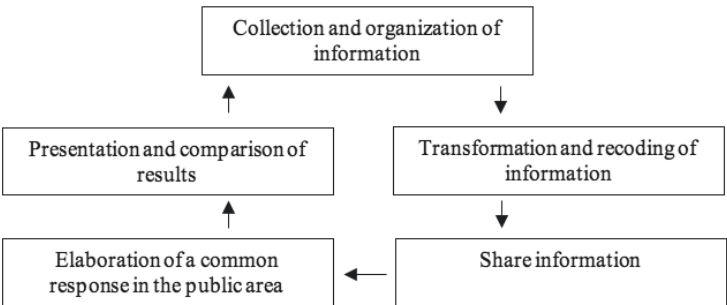 Collection and organization of
information
Presentation and comparison of
results
Transformation and recoding of
information
Elaboration of a common
response in the public area
Share information